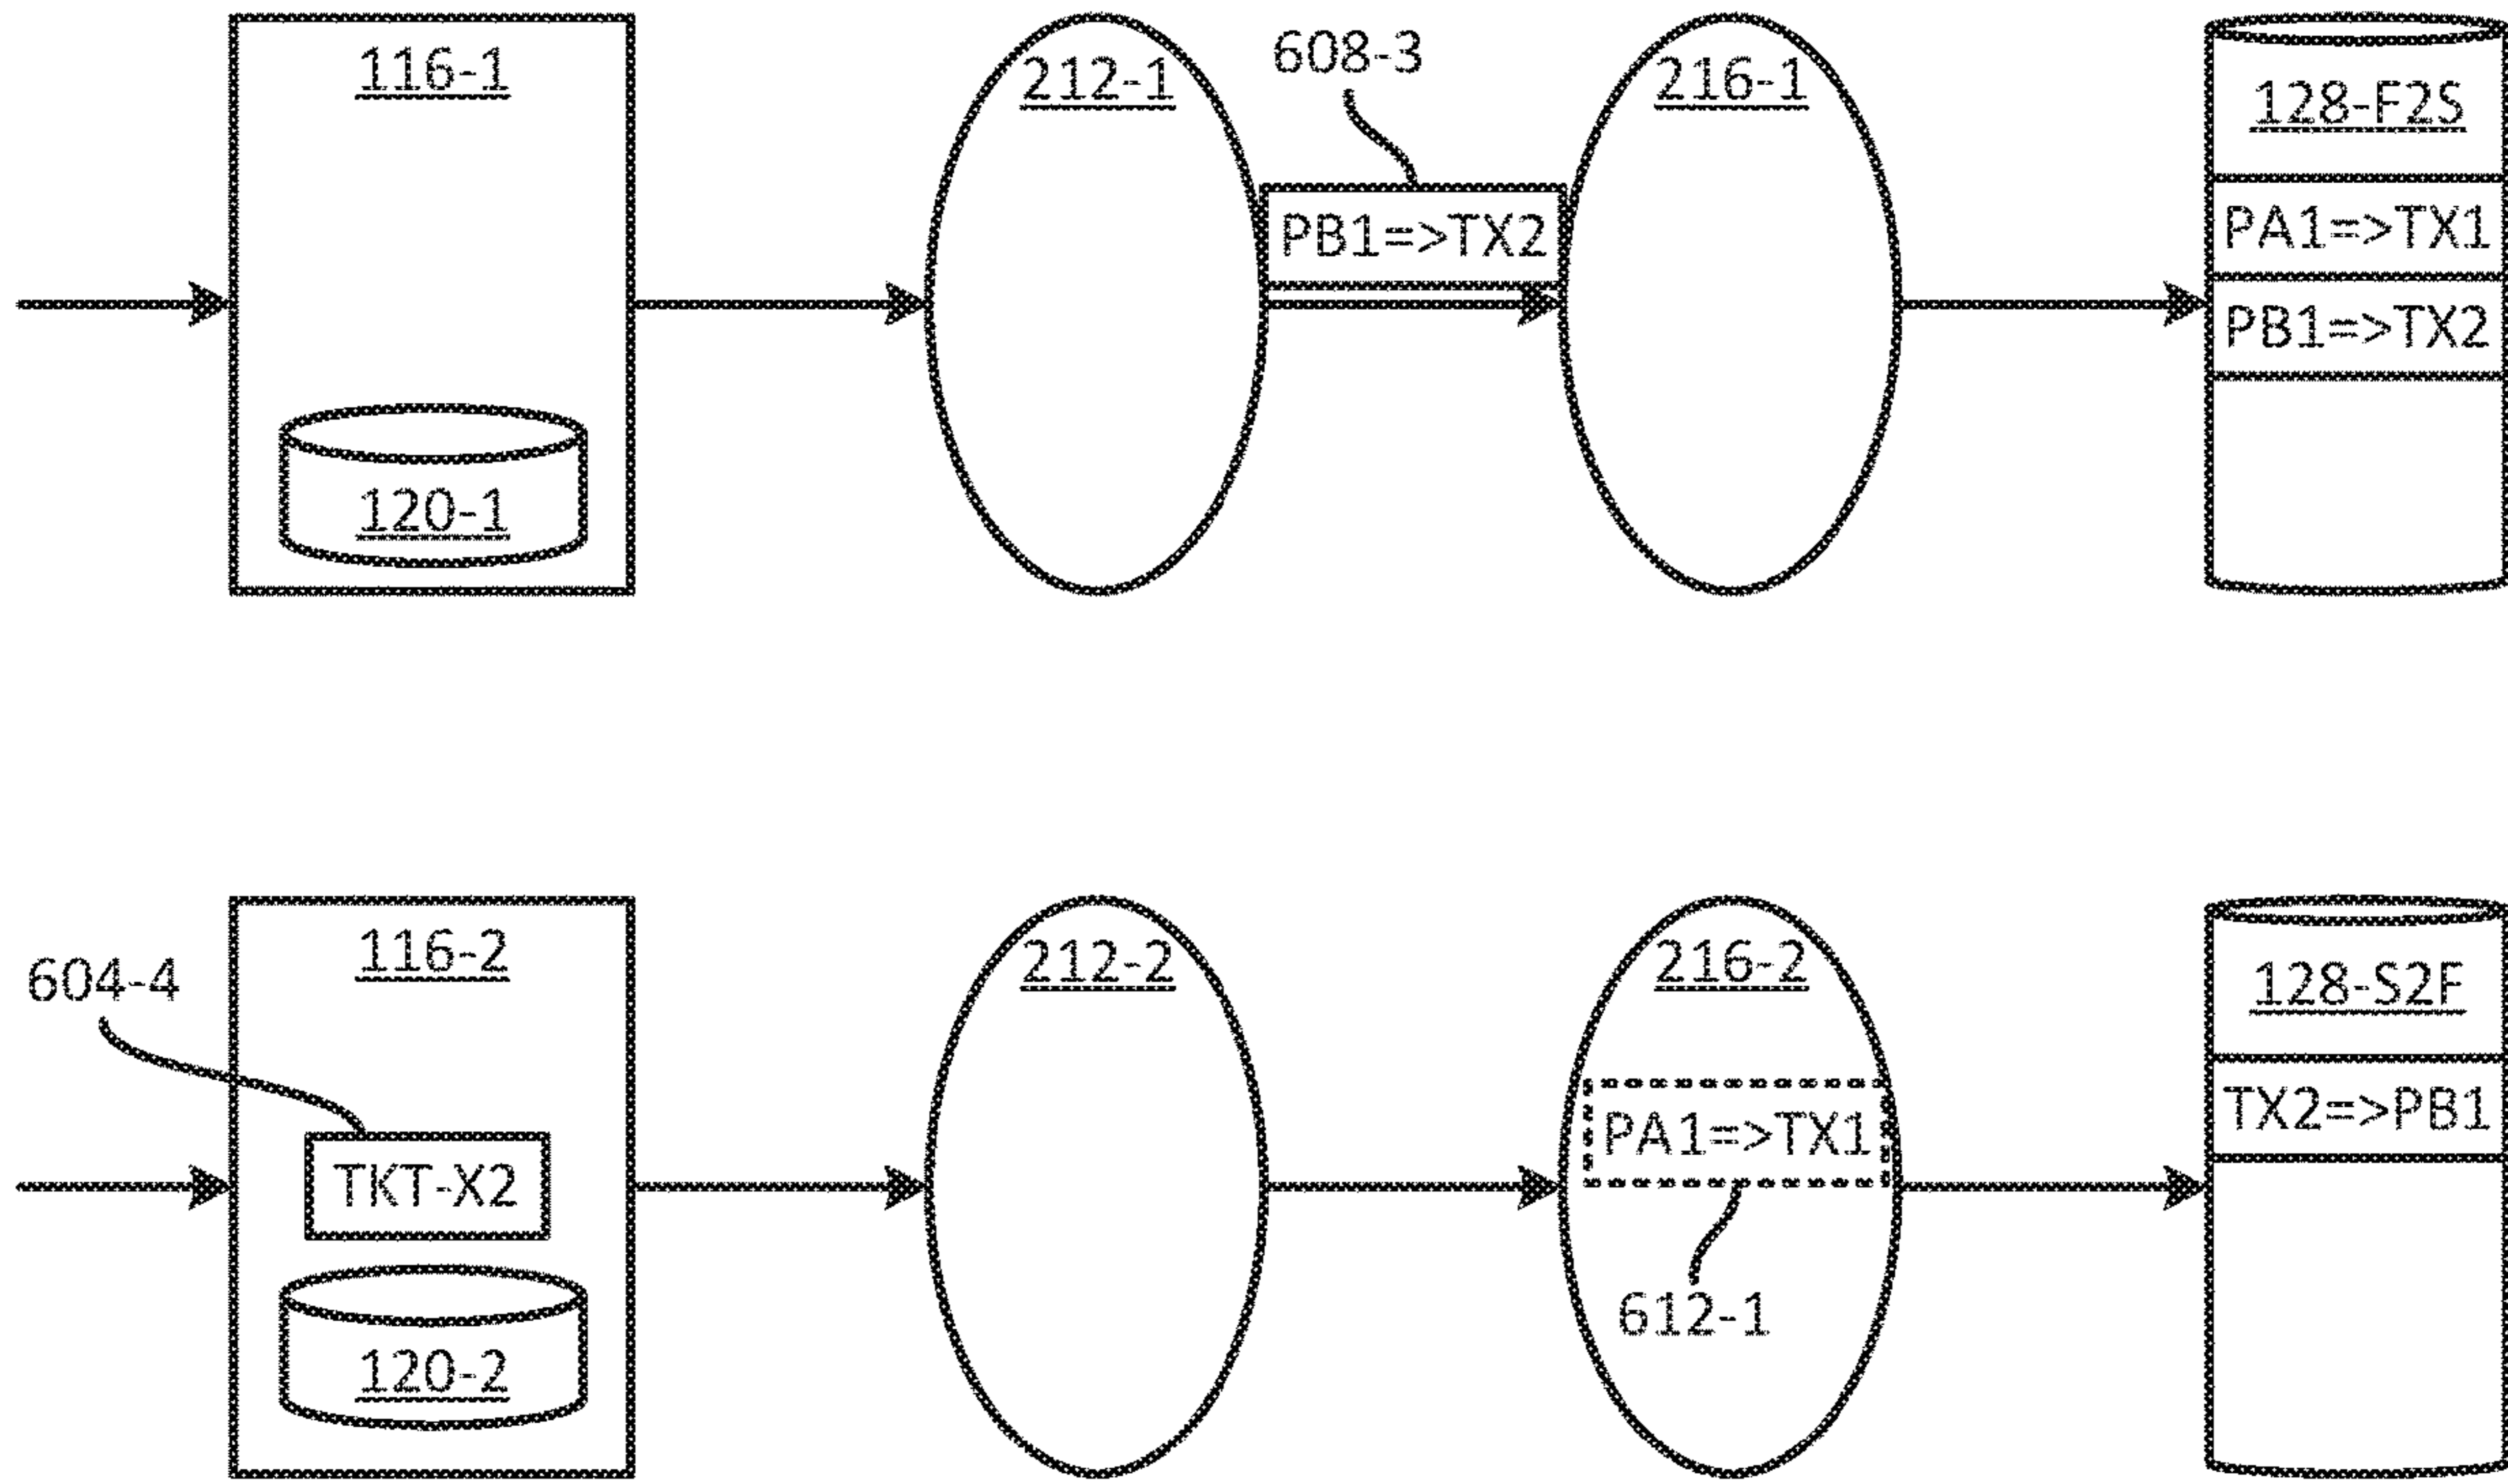 116-1
212-1
608-3
216-1
128-F2S
PB1=>TX2
PA1=>TX1
PB1=>TX2
120-1
116-2
604-4
212-2
216-2
128-S2F
TKT-X2
PA1=>TX1
TX2=>PB1
612-1
120-2